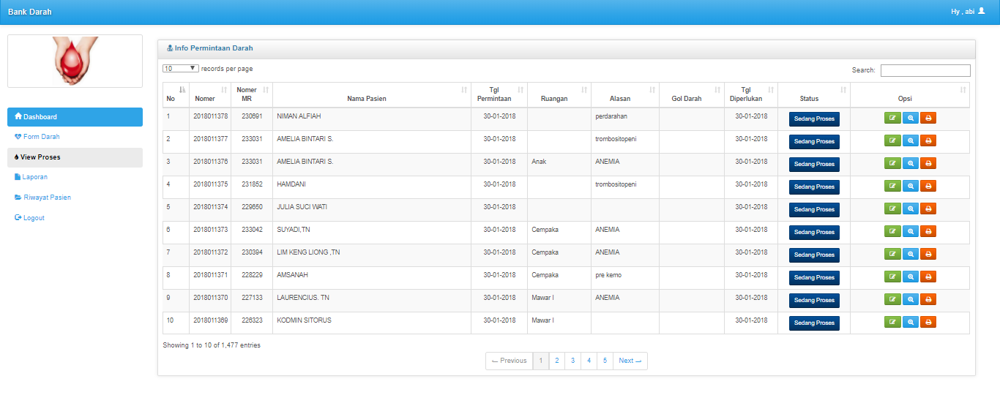 Bank Darah
Hy , abi
Info Permintaan Darah
10 records per page
Search:
Dashboard
Form Darah
View Proses
Laporan
Riwayat Pasien
Logout
No Nomer Nomer MR Nama Pasien Tgl Permintaan Ruangan Alasan Gol Darah Tgl Diperlukan Status Opsi
1 2018011378 230691 NIMAN ALFIAH 30-01-2018 perdarahan 30-01-2018 Sedang Proses
2 2018011377 233031 AMELIA BINTARI S. 30-01-2018 trombositopeni 30-01-2018 Sedang Proses
3 2018011376 233031 AMELIA BINTARI S. 30-01-2018 Anak ANEMIA 30-01-2018 Sedang Proses
4 2018011375 231852 HAMDANI 30-01-2018 trombositopeni 30-01-2018 Sedang Proses
5 2018011374 229650 JULIA SUCI WATI 30-01-2018 30-01-2018 Sedang Proses
6 2018011373 233042 SUYADI,TN 30-01-2018 Cempaka ANEMIA 30-01-2018 Sedang Proses
7 2018011372 230394 LIM KENG LIONG ,TN 30-01-2018 Cempaka ANEMIA 30-01-2018 Sedang Proses
8 2018011371 228229 AMSANAH 30-01-2018 Cempaka pre kemo 30-01-2018 Sedang Proses
9 2018011370 227133 LAURENCIUS. TN 30-01-2018 Mawar I ANEMIA 30-01-2018 Sedang Proses
10 2018011369 226323 KODMIN SITORUS 30-01-2018 Mawar I 30-01-2018 Sedang Proses
Showing 1 to 10 of 1,477 entries
← Previous 1 2 3 4 5 Next →